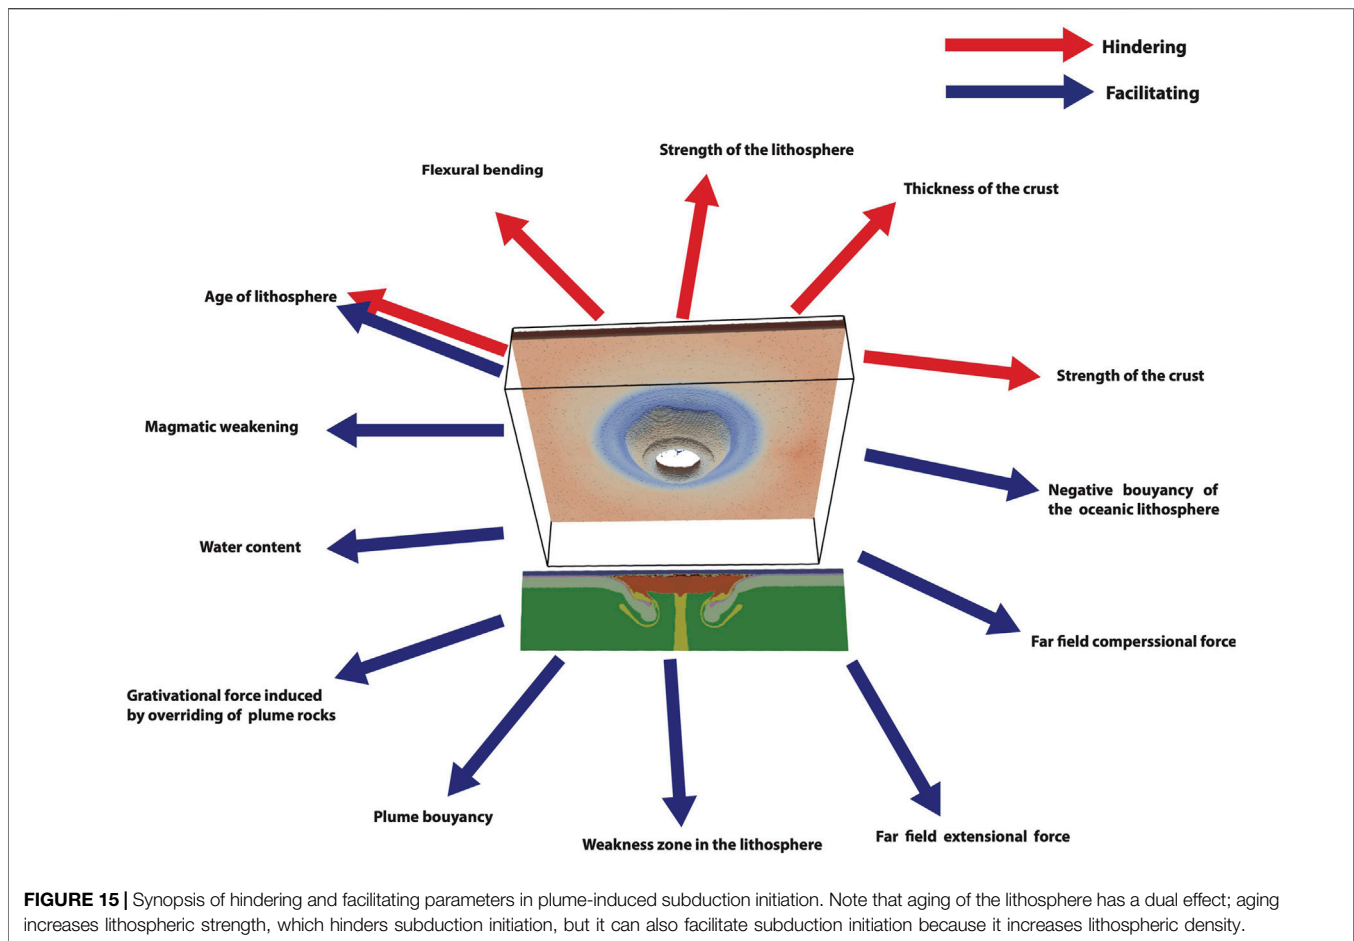 Hindering
Facilitating
Strength of the lithosphere
Flexural bending
Thickness of the crust
Age of lithosphere
Strength of the crust
Magmatic weakening
Negative bouyancy of
the oceanic lithosphere
Water content
Far field comperssional force
Grativational force induced
by overriding of plume rocks
Plume bouyancy
Weakness zone in the lithosphere
Far field extensional force
FIGURE 15 | Synopsis of hindering and facilitating parameters in plume-induced subduction initiation. Note that aging of the lithosphere has a dual effect; aging
increases lithospheric strength, which hinders subduction initiation, but it can also facilitate subduction initiation because it increases lithospheric density.